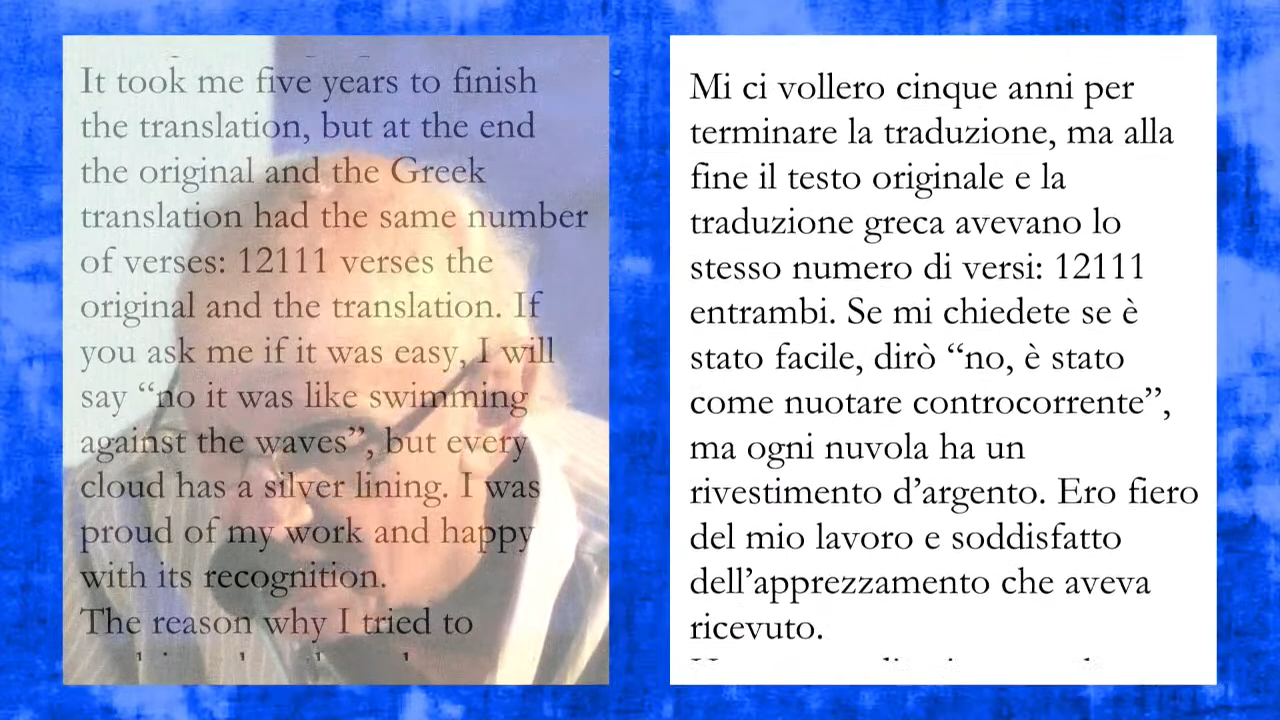 It took me five years to finish
the translation, but at the end
the original and the Greek
translation had the same number
of verses: 12111 verses the
original and the translation. If
you ask me if it was easy, I will
say “no it was like swimming
against the waves”, but every
cloud has a silver lining. I was
proud of my work and happy
with its recognition.
The reason why I tried to
Mi ci vollero cinque anni per
terminare la traduzione, ma alla
fine il testo originale e la
traduzione greca avevano lo
stesso numero di versi: 12111
entrambi. Se mi chiedete se è
stato facile, dirò “no, è stato
come nuotare controcorrente”,
ma ogni nuvola ha un
rivestimento d’argento. Ero fiero
del mio lavoro e soddisfatto
dell’apprezzamento che aveva
ricevuto.